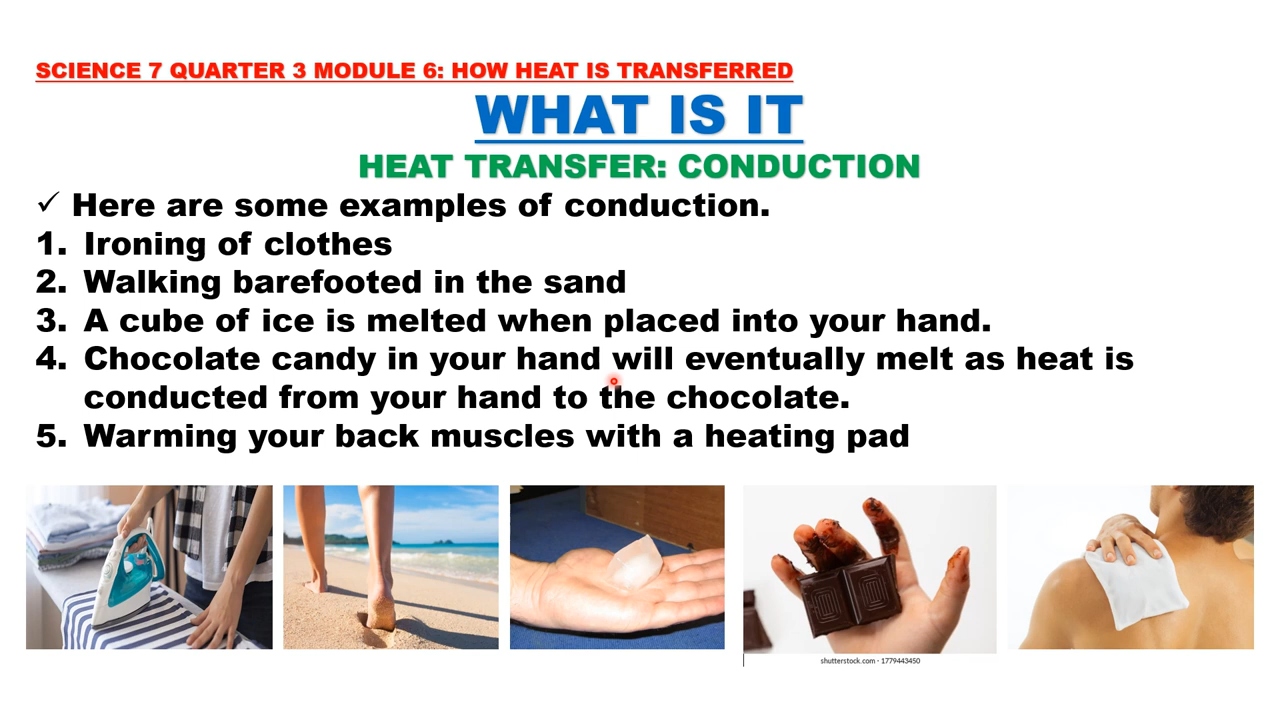 SCIENCE 7 QUARTER 3 MODULE 6: HOW HEAT IS TRANSFERRED
WHAT IS IT
HEAT TRANSFER: CONDUCTION
✓ Here are some examples of conduction.
1. Ironing of clothes
2. Walking barefooted in the sand
3. A cube of ice is melted when placed into your hand.
4. Chocolate candy in your hand will eventually melt as heat is
conducted from your hand to the chocolate.
5. Warming your back muscles with a heating pad
shutterstock.com · 1779443450